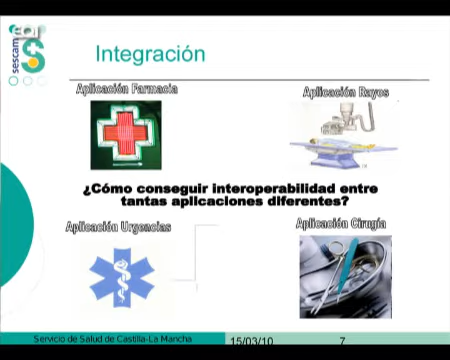 sescam
Integración
Aplicación Farmacia
Aplicación Rayos
¿Cómo conseguir interoperabilidad entre
tantas aplicaciones diferentes?
Aplicación Urgencias
Aplicación Cirugía
Servicio de Salud de Castilla-La Mancha
15/03/10
7